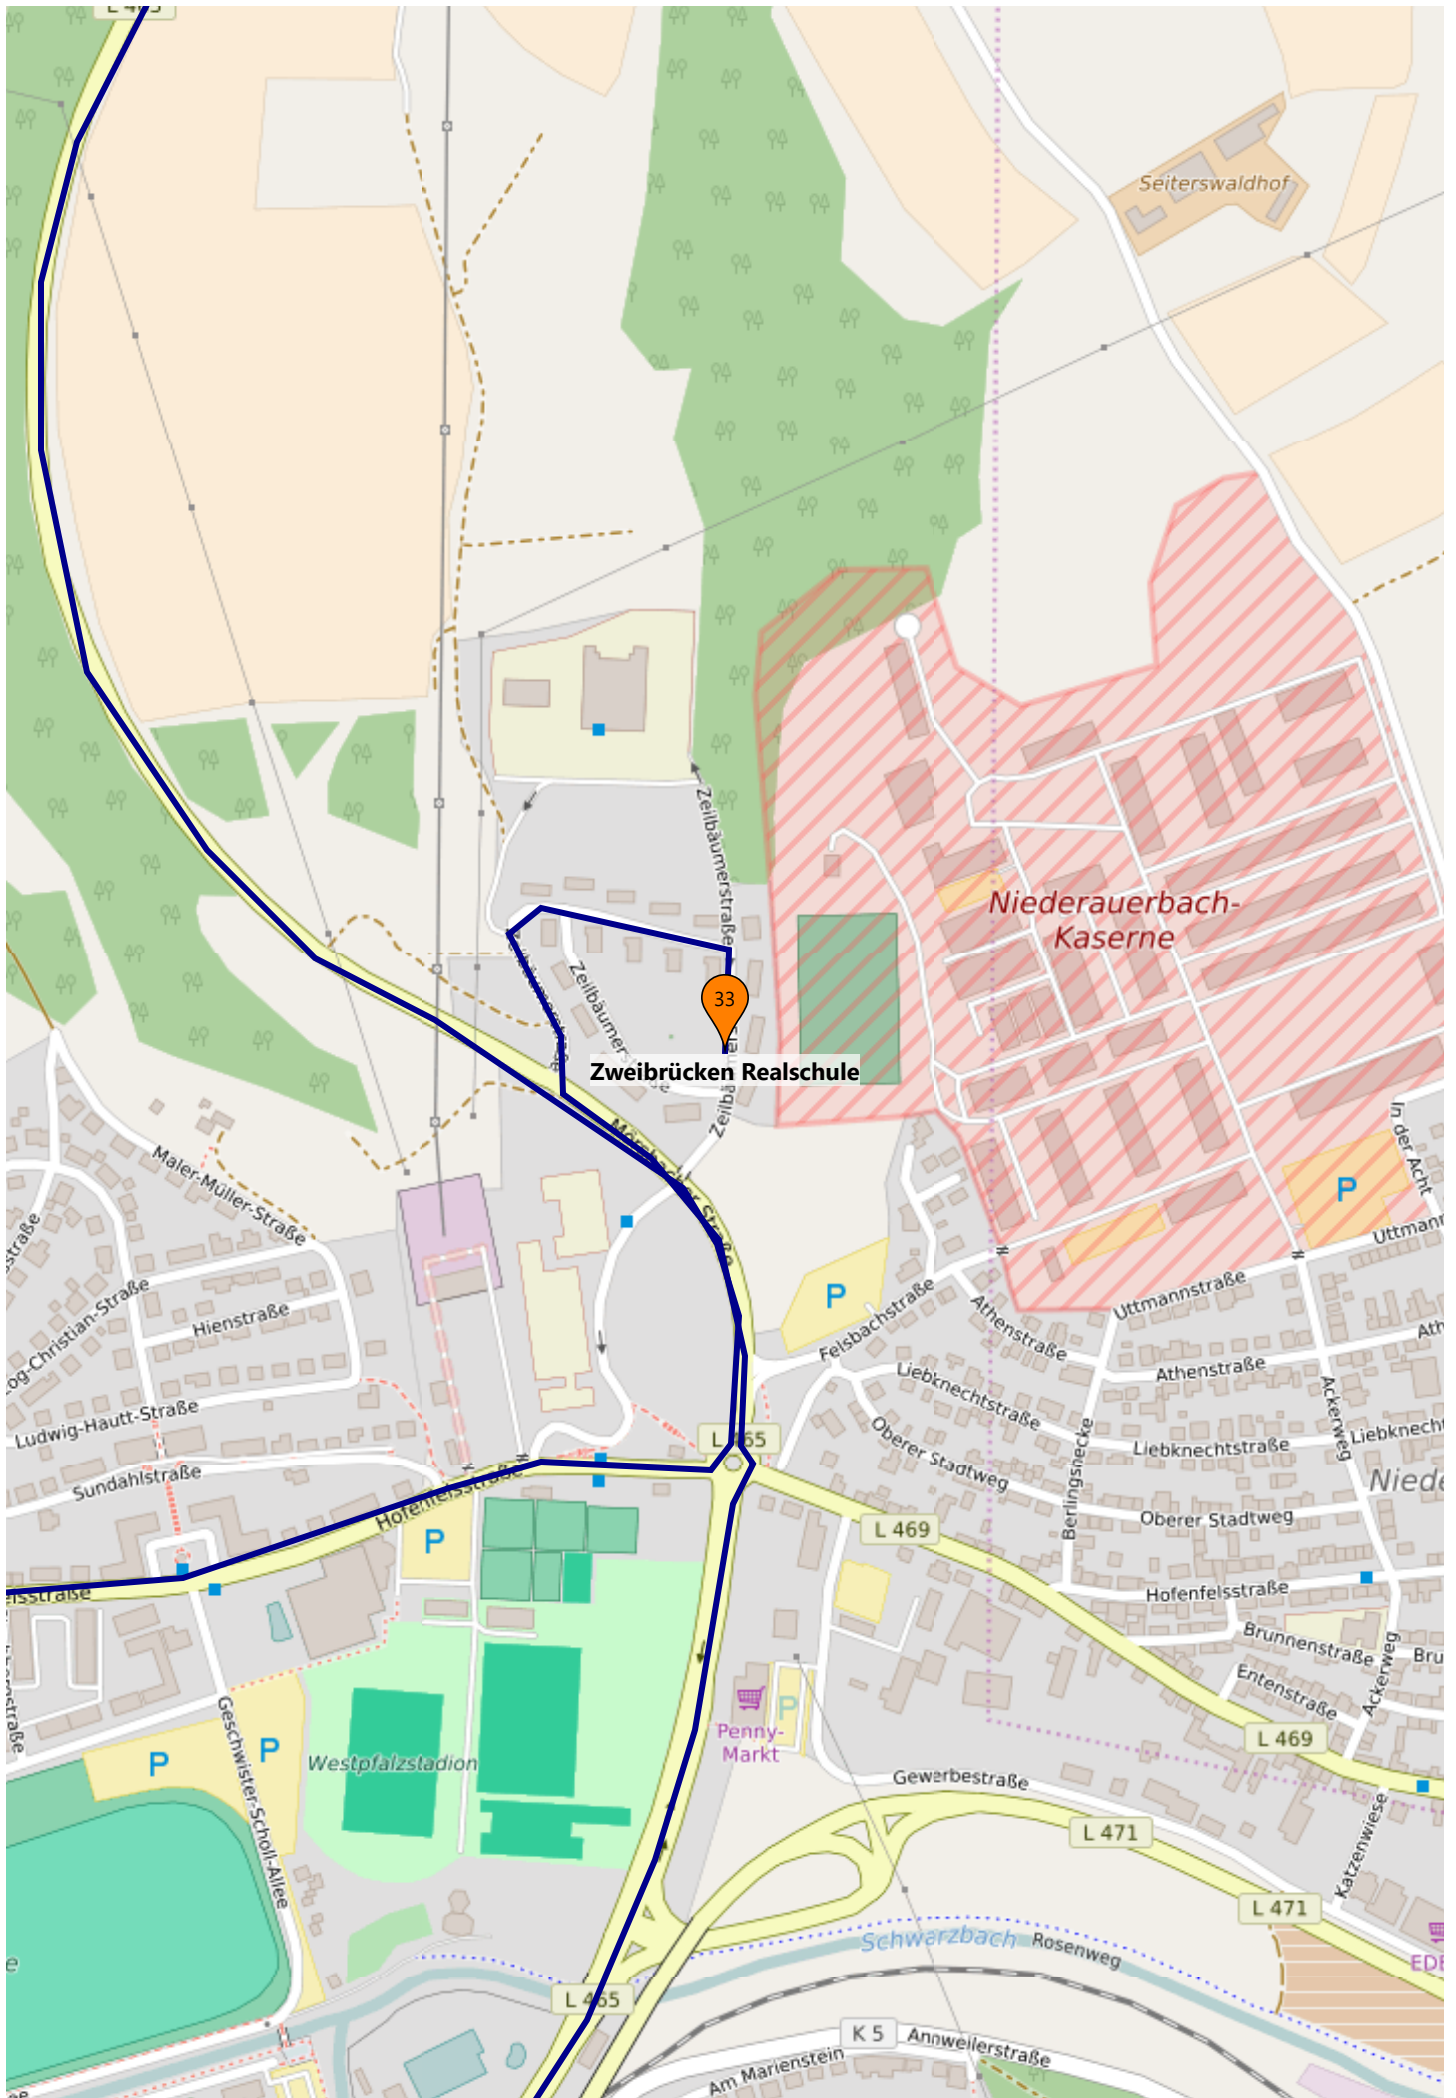 Seiterswaldhof
Niederauerbach-
Kaserne
Zeilbäumerstraße
Zeilbäumerstraße
33
Zweibrücken Realschule
Mörsbacher Straße
Maler-Müller-Straße
Hienstraße
Ludwig-Hautt-Straße
Sundahlstraße
Hofenfelsstraße
In der Acht
P
P
Uttmannstraße
Felsbachstraße
Athenstraße
Athenstraße
Liebknechtstraße
Liebknechtstraße
Oberer Stadtweg
Oberer Stadtweg
Berlingsnecke
Ackerweg
L 465
L 469
P
Hofenfelsstraße
Brunnenstraße
Entenstraße
Ackerweg
Geschwister-Scholl-Allee
P
P
Westpfalzstadion
Penny-
Markt
P
L 469
Gewerbestraße
L 471
Katzenwiese
L 471
Schwarzbach
Rosenweg
L 465
K 5
Annweilerstraße
Am Marienstein